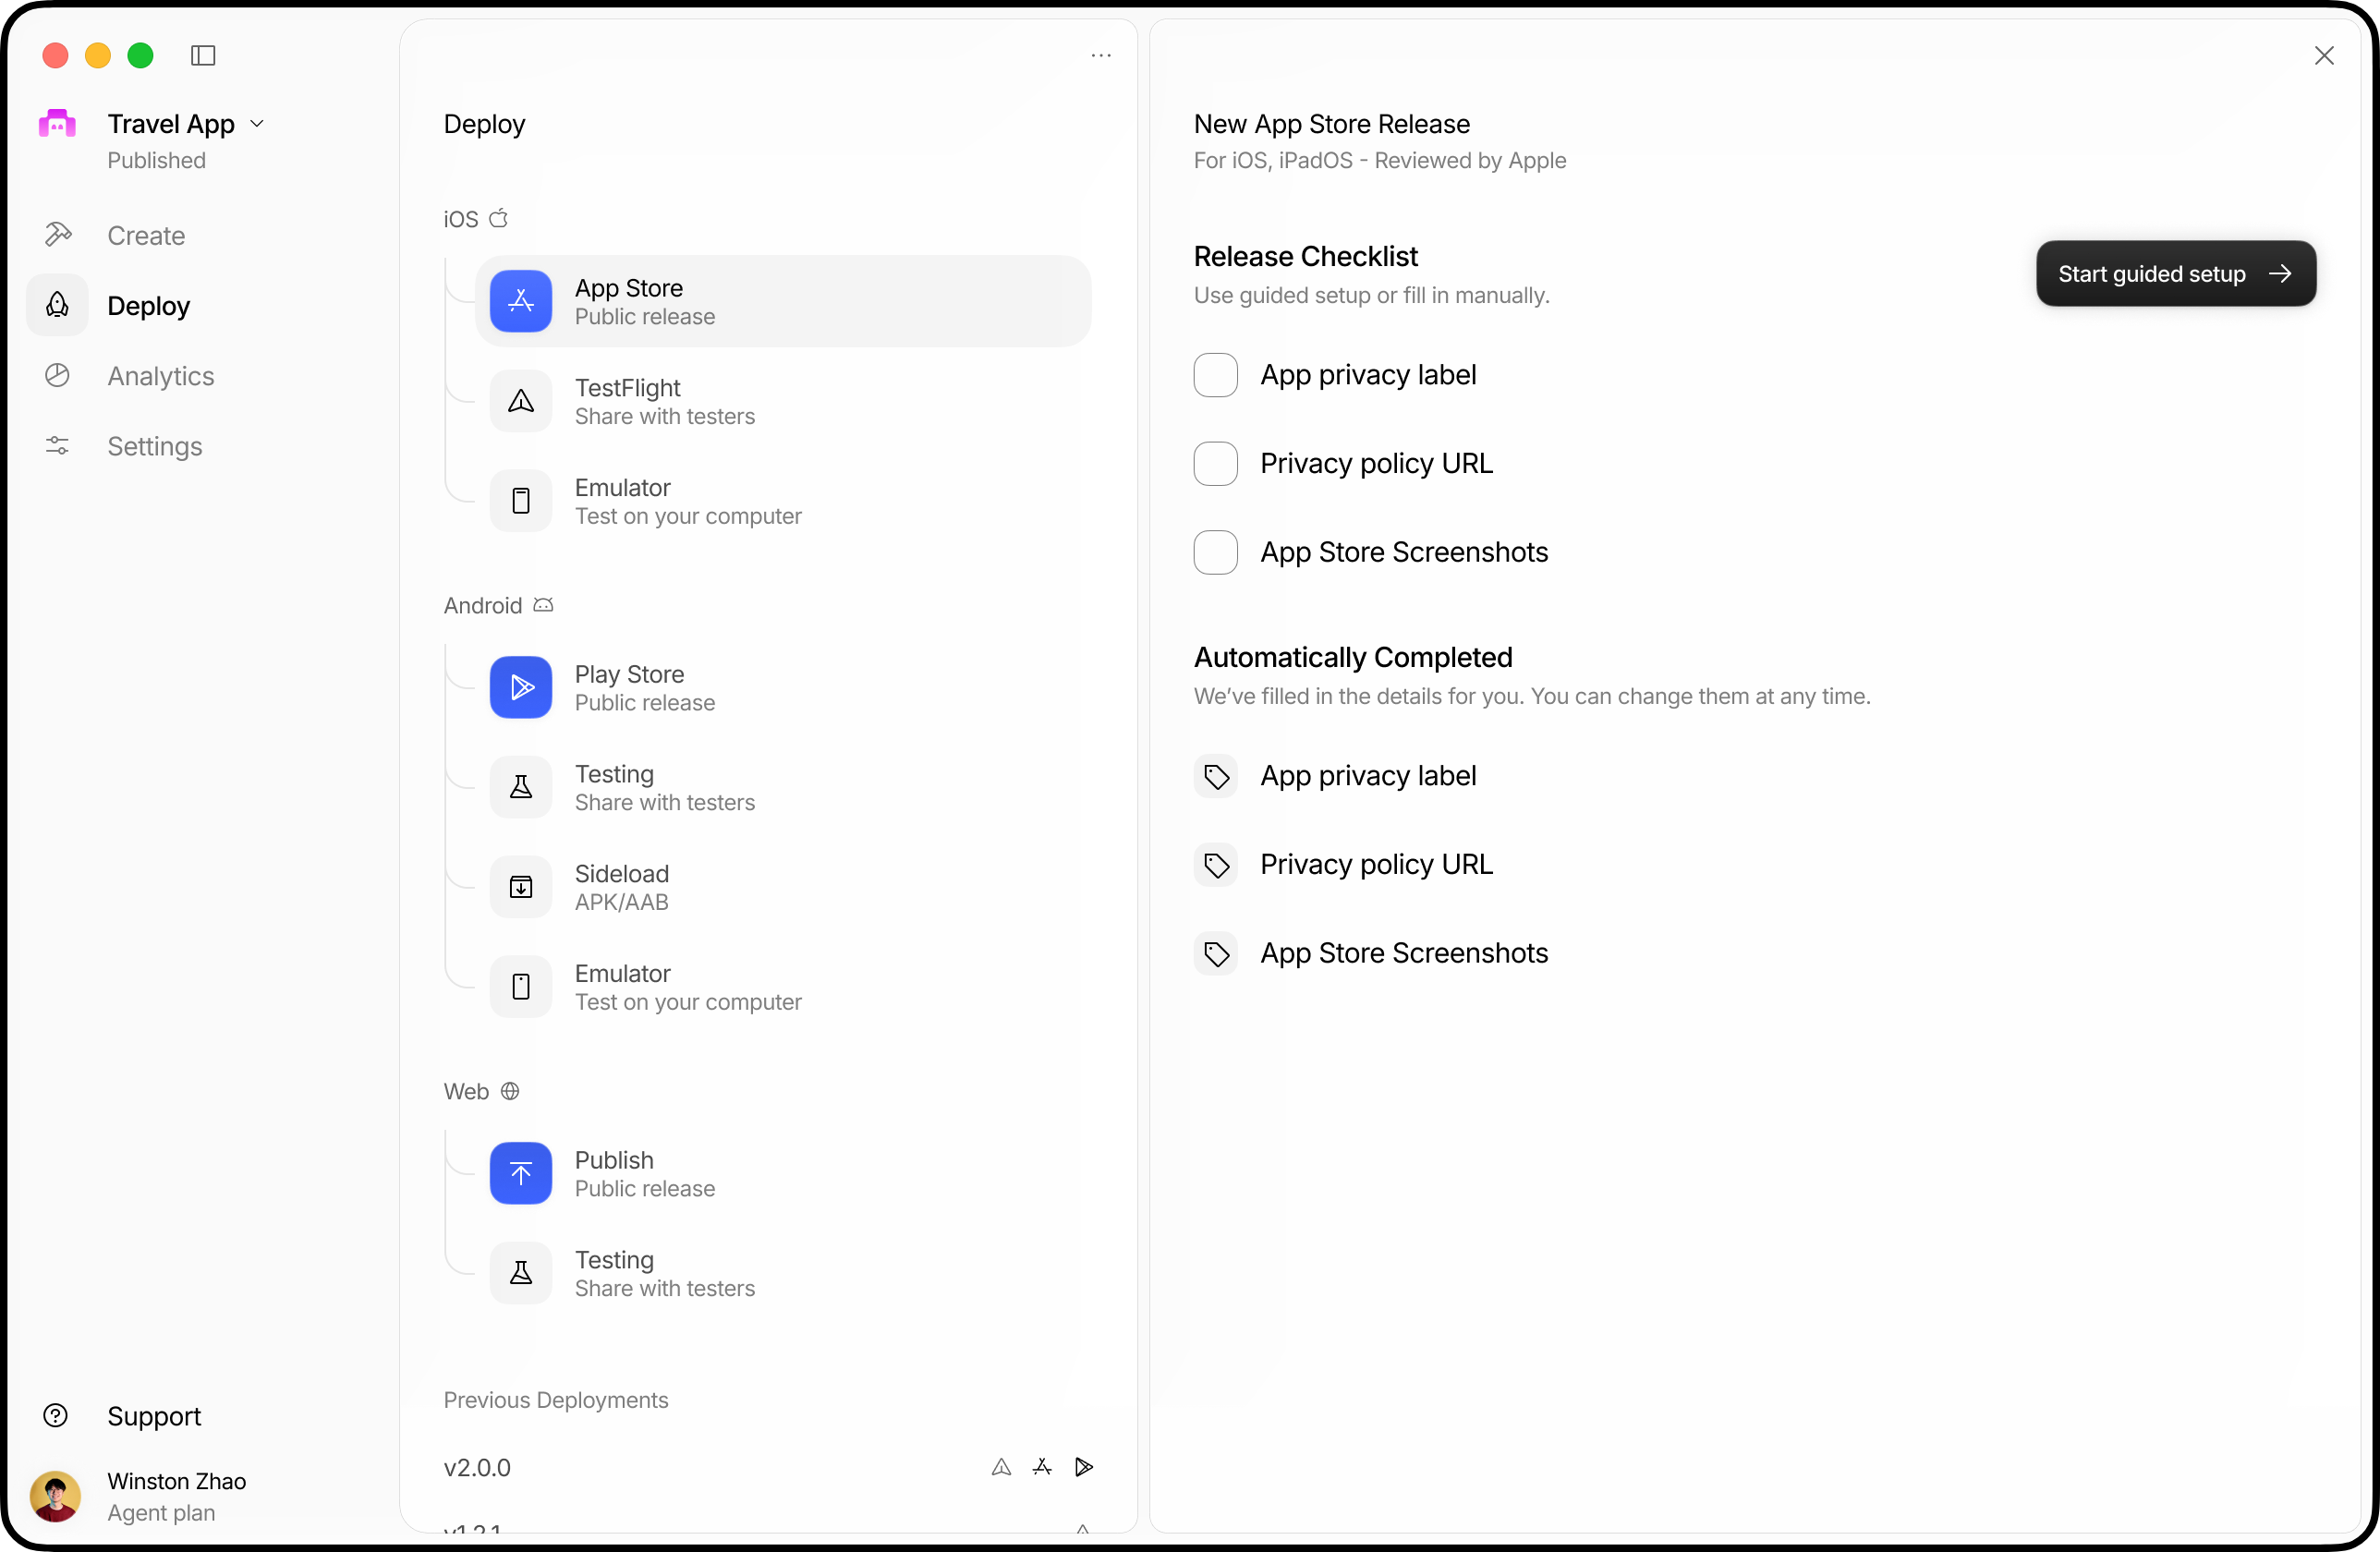 Travel App
Published
Create
Deploy
Analytics
Settings
Support
Winston Zhao
Agent plan
Deploy
iOS
App Store
Public release
TestFlight
Share with testers
Emulator
Test on your computer
Android
Play Store
Public release
Testing
Share with testers
Sideload
APK/AAB
Emulator
Test on your computer
Web
Publish
Public release
Testing
Share with testers
Previous Deployments
v2.0.0
New App Store Release
For iOS, iPadOS - Reviewed by Apple
Release Checklist
Use guided setup or fill in manually.
Start guided setup
App privacy label
Privacy policy URL
App Store Screenshots
Automatically Completed
We’ve filled in the details for you. You can change them at any time.
App privacy label
Privacy policy URL
App Store Screenshots